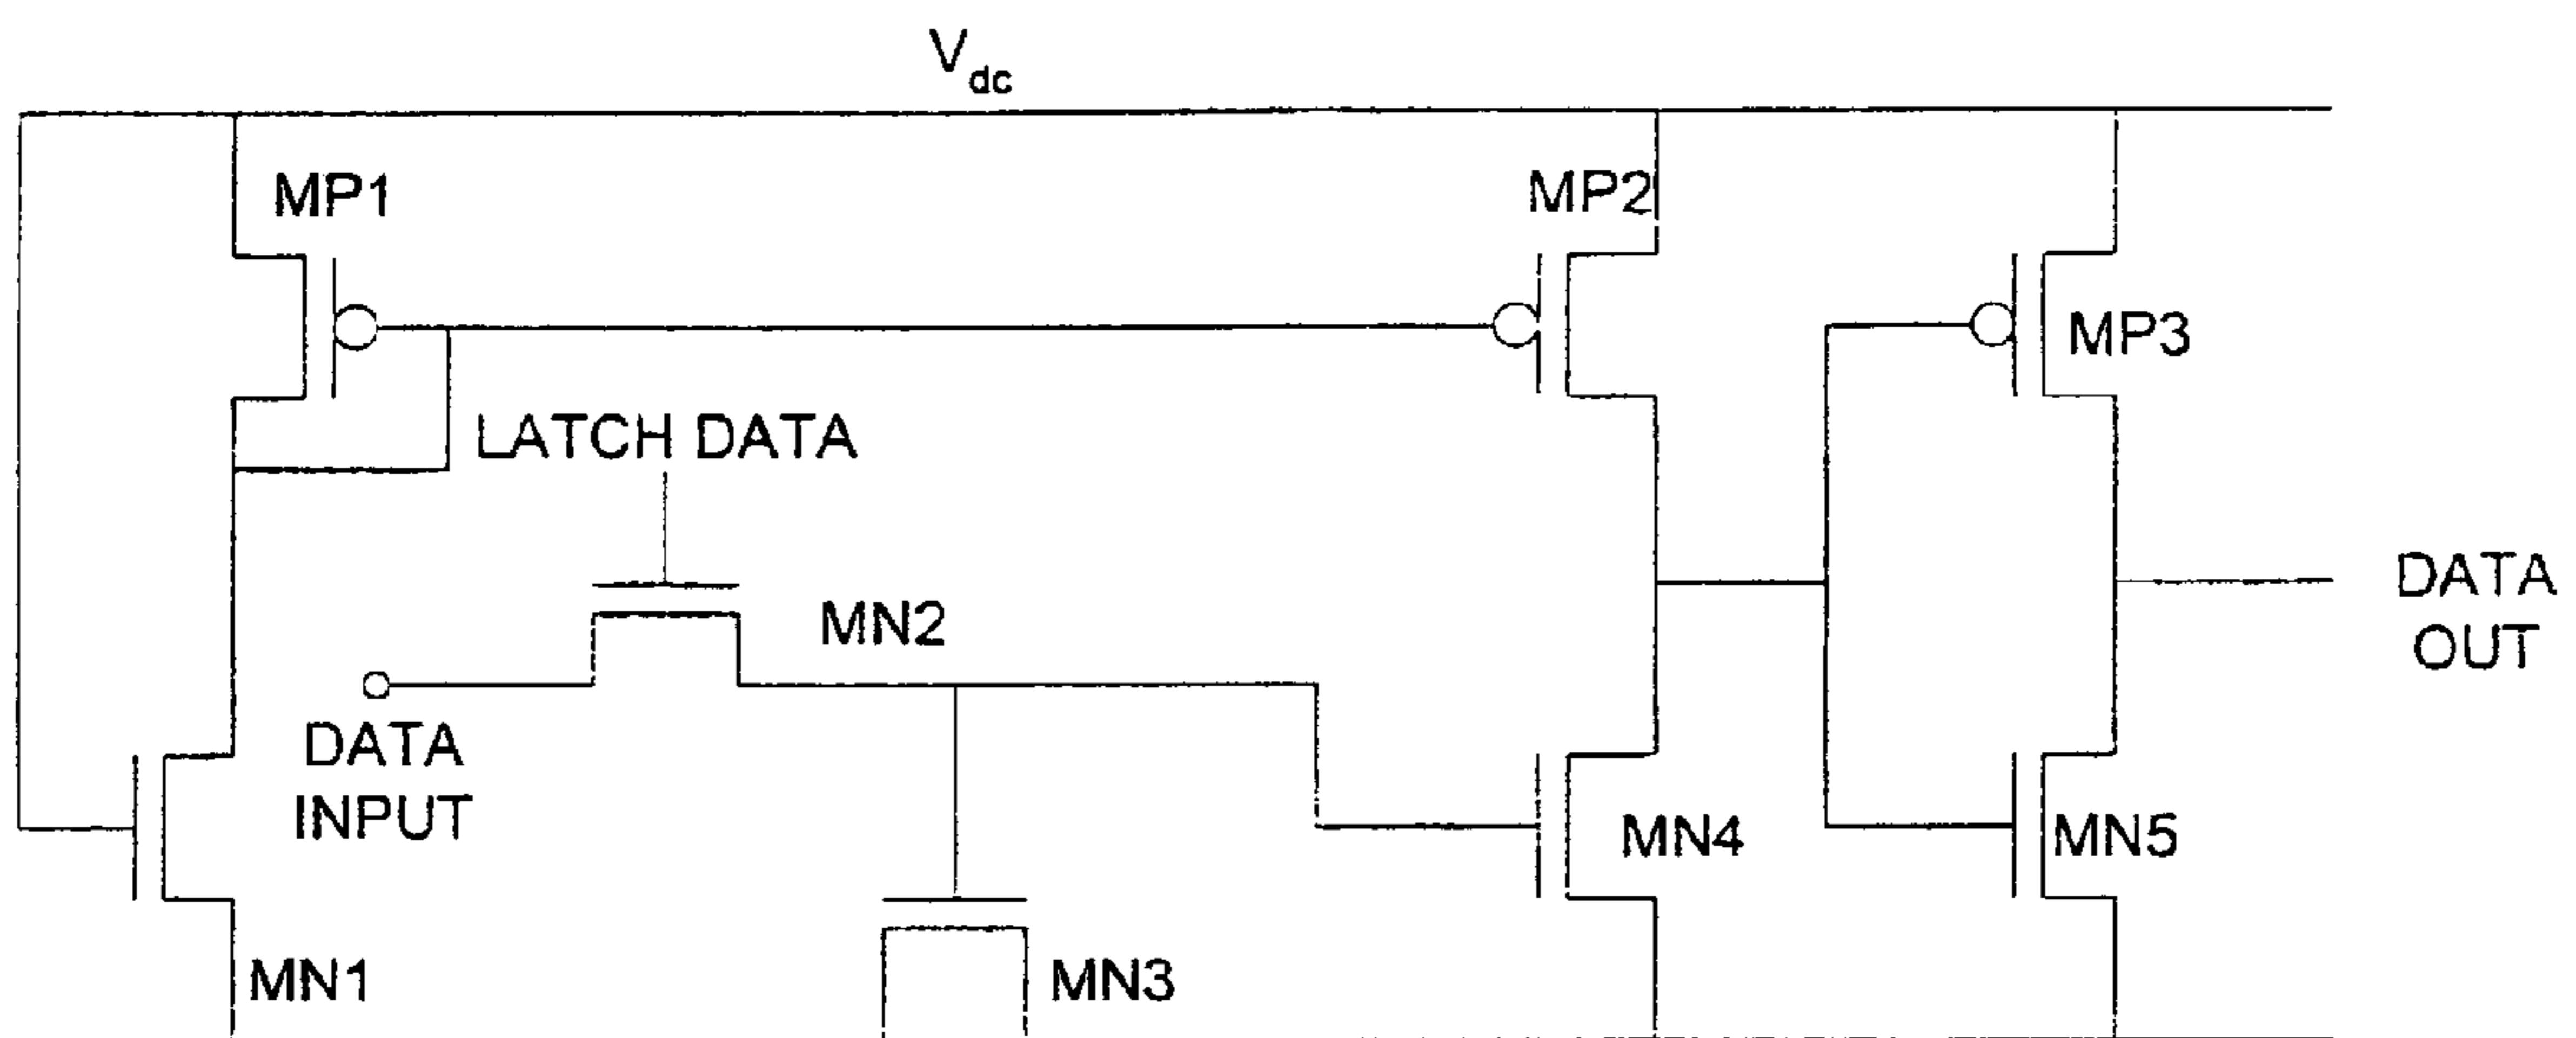 Vdc
MP1
MP2
MP3
LATCH DATA
MN2
DATA
OUT
DATA
INPUT
MN4
MN5
MN1
MN3